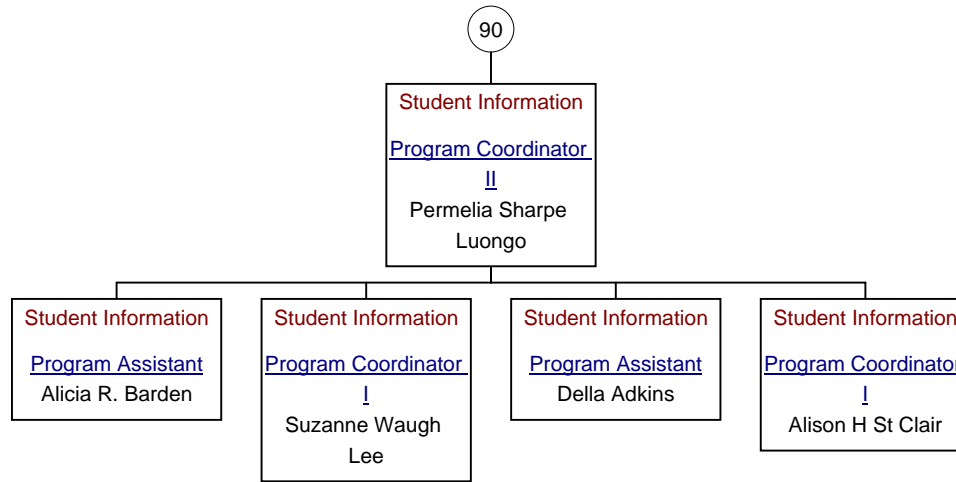 90
Student Information
Program Coordinator
II
Permelia Sharpe
Luongo
Student Information
Program Assistant
Alicia R. Barden
Student Information
Program Coordinator
I
Suzanne Waugh
Lee
Student Information
Program Assistant
Della Adkins
Student Information
Program Coordinator
I
Alison H St Clair